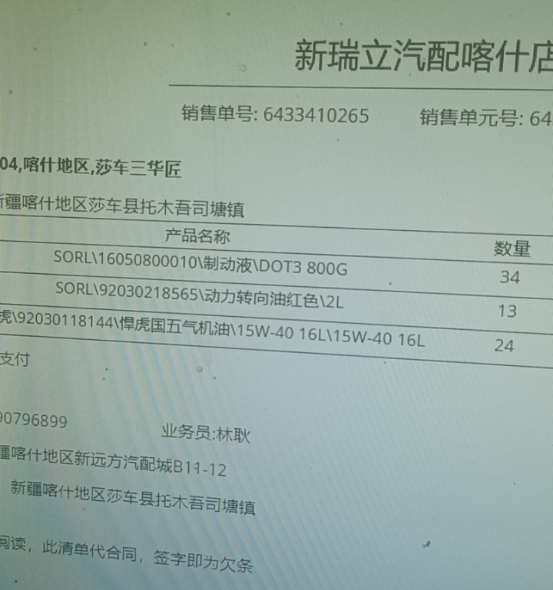 新瑞立汽配喀什店
销售单号: 6433410265 销售单元号: 64
04,喀什地区,莎车三华匠
新疆喀什地区莎车县托木吾司塘镇
产品名称 数量
SORL\16050800010\制动液\DOT3 800G 34
SORL\92030218565\动力转向油红色\2L 13
虎\92030118144\悍虎国五气机油\15W-40 16L\15W-40 16L 24
支付
90796899 业务员:林耿
疆喀什地区新远方汽配城B11-12
新疆喀什地区莎车县托木吾司塘镇
阅读，此清单代合同，签字即为欠条